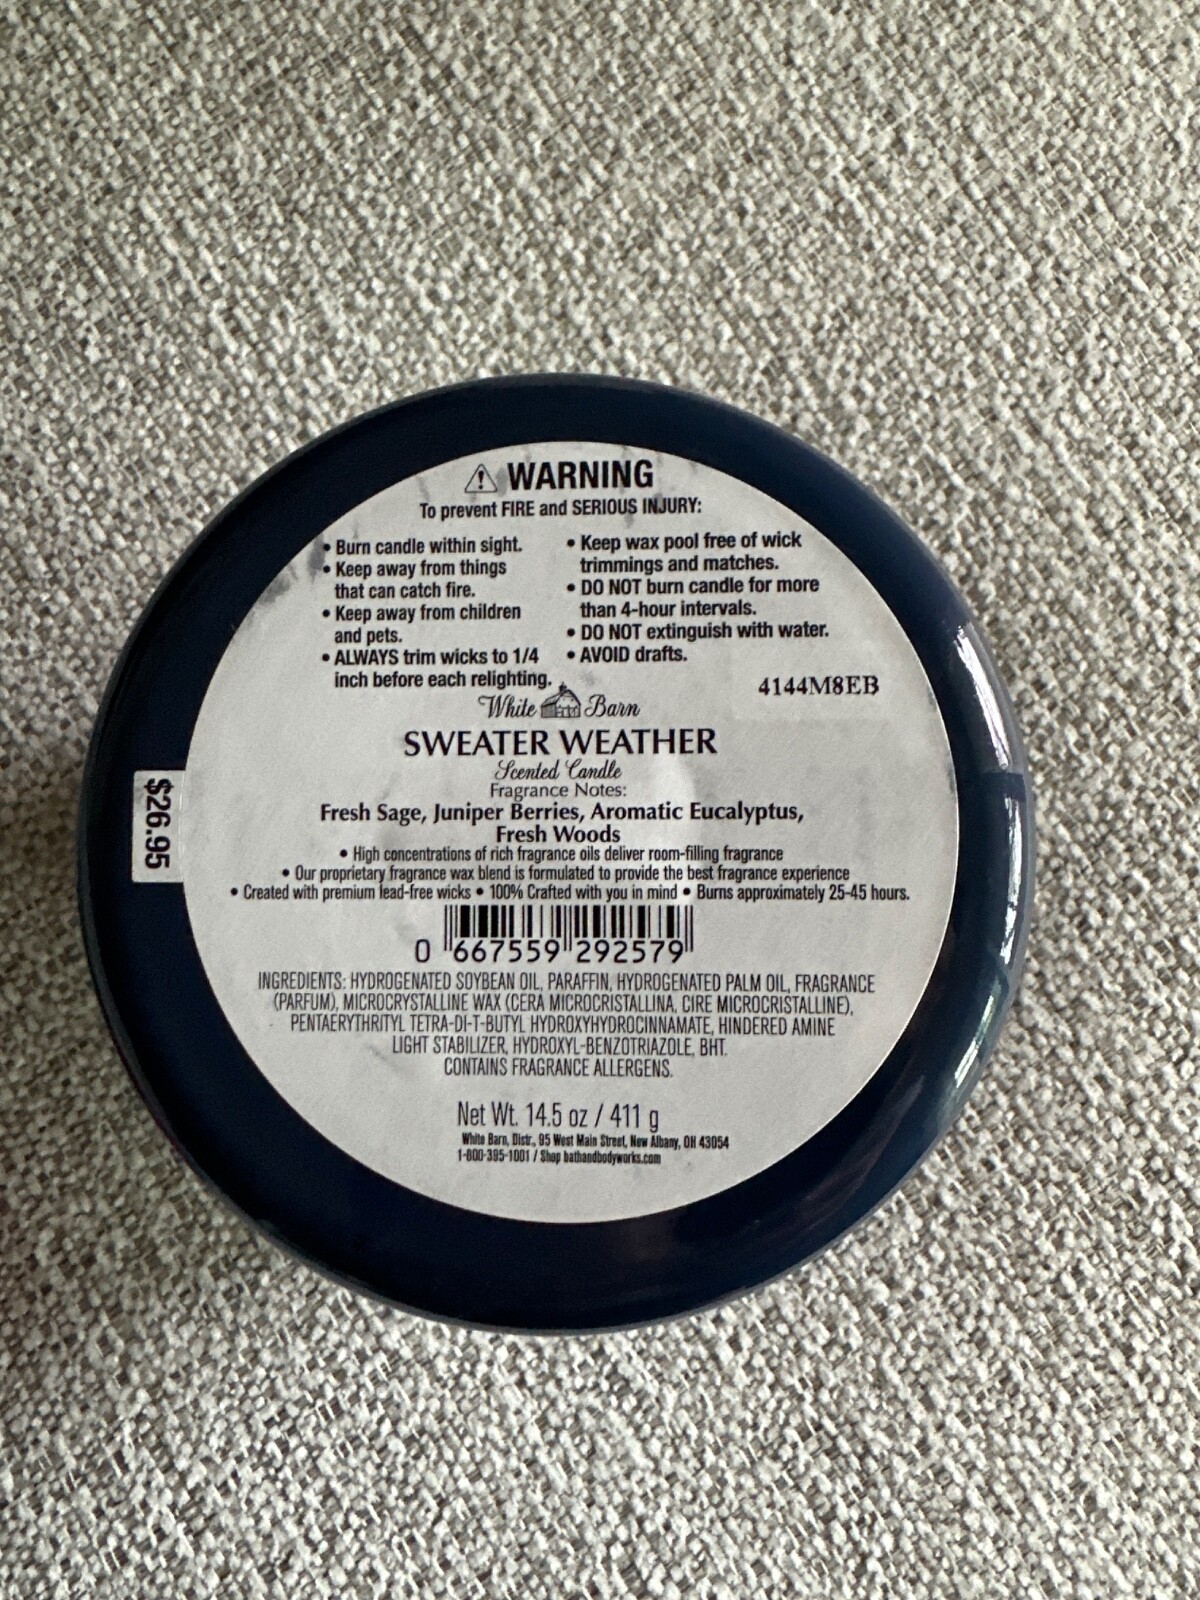 WARNING
To prevent FIRE and SERIOUS INJURY:
• Burn candle within sight.
• Keep away from things
that can catch fire.
• Keep away from children
and pets.
• ALWAYS trim wicks to 1/4
inch before each relighting.
• Keep wax pool free of wick
trimmings and matches.
• DO NOT burn candle for more
than 4-hour intervals.
• DO NOT extinguish with water.
• AVOID drafts.
4144M8EB
White Barn
SWEATER WEATHER
Scented Candle
Fragrance Notes:
Fresh Sage, Juniper Berries, Aromatic Eucalyptus,
Fresh Woods
• High concentrations of rich fragrance oils deliver room-filling fragrance
• Our proprietary fragrance wax blend is formulated to provide the best fragrance experience
• Created with premium lead-free wicks • 100% Crafted with you in mind • Burns approximately 25-45 hours.
0 667559 292579
INGREDIENTS: HYDROGENATED SOYBEAN OIL, PARAFFIN, HYDROGENATED PALM OIL, FRAGRANCE
(PARFUM), MICROCRYSTALLINE WAX (CERA MICROCRISTALLINA, CIRE MICROCRISTALLINE),
PENTAERYTHRITYL TETRA-DI-T-BUTYL HYDROXYHYDROCINNAMATE, HINDERED AMINE
LIGHT STABILIZER, HYDROXYL-BENZOTRIAZOLE, BHT.
CONTAINS FRAGRANCE ALLERGENS.
Net Wt. 14.5 oz / 411 g
White Barn, Distr., 95 West Main Street, New Albany, OH 43054
1-800-395-1001 / Shop bathandbodyworks.com
$26.95